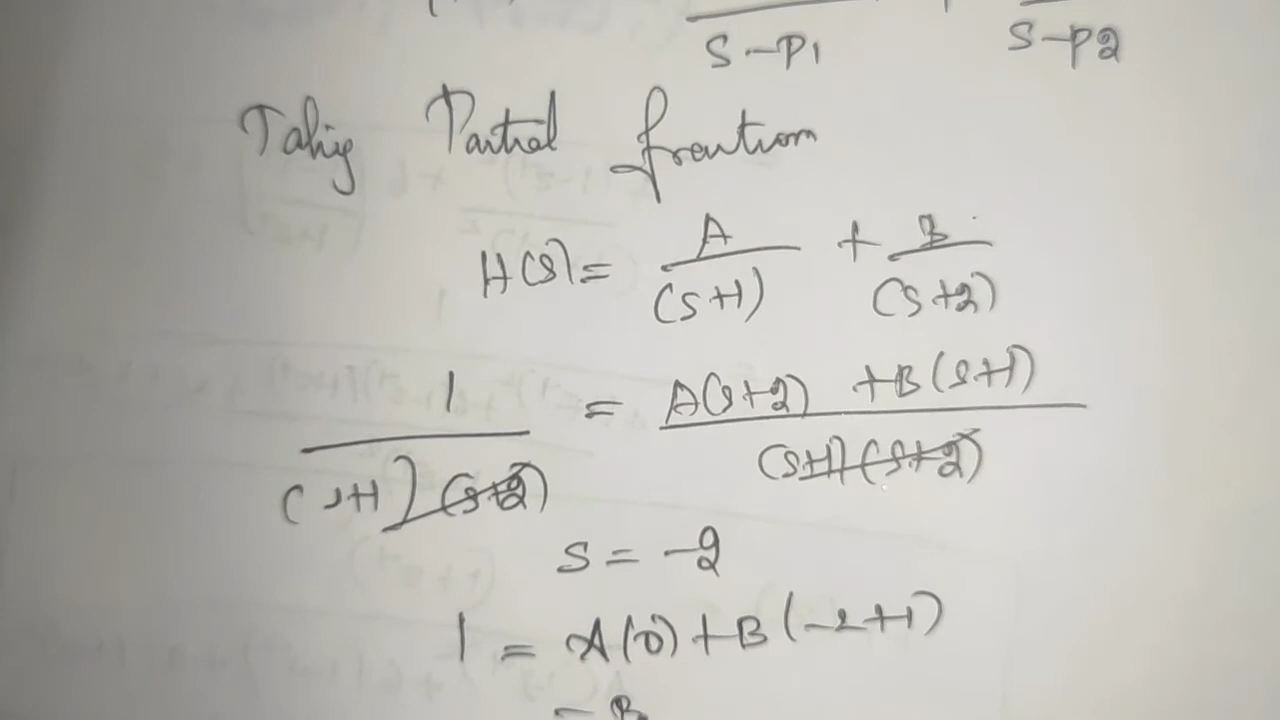 S-P1 S-P2
Taking Partial fraction
H(s) = A/(s+1) + B/(s+2)
1/((s+1)(s+2)) = (A(s+2) + B(s+1))/((s+1)(s+2))
S = -2
1 = A(0) + B(-2+1)
- B